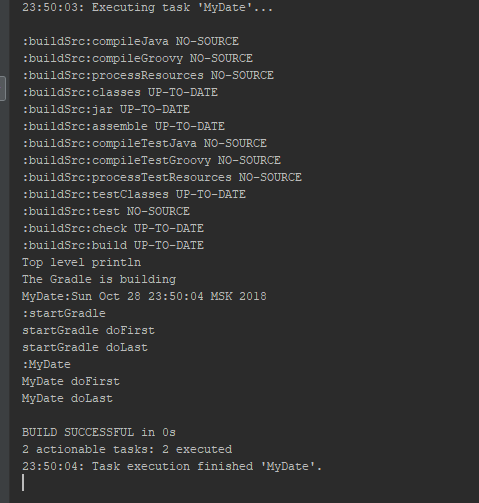 23:50:03: Executing task 'MyDate'...
:buildSrc:compileJava NO-SOURCE
:buildSrc:compileGroovy NO-SOURCE
:buildSrc:processResources NO-SOURCE
:buildSrc:classes UP-TO-DATE
:buildSrc:jar UP-TO-DATE
:buildSrc:assemble UP-TO-DATE
:buildSrc:compileTestJava NO-SOURCE
:buildSrc:compileTestGroovy NO-SOURCE
:buildSrc:processTestResources NO-SOURCE
:buildSrc:testClasses UP-TO-DATE
:buildSrc:test NO-SOURCE
:buildSrc:check UP-TO-DATE
:buildSrc:build UP-TO-DATE
Top level println
The Gradle is building
MyDate:Sun Oct 28 23:50:04 MSK 2018
:startGradle
startGradle doFirst
startGradle doLast
:MyDate
MyDate doFirst
MyDate doLast
BUILD SUCCESSFUL in 0s
2 actionable tasks: 2 executed
23:50:04: Task execution finished 'MyDate'.